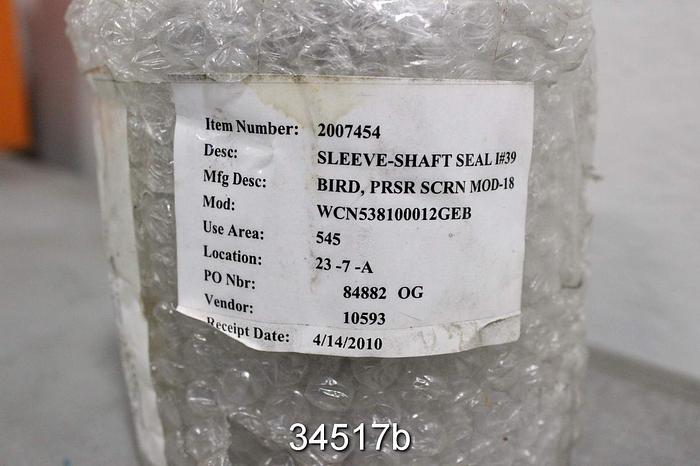 Item Number: 2007454
Desc: SLEEVE-SHAFT SEAL I#39
Mfg Desc: BIRD, PRSR SCRN MOD-18
Mod: WCN538100012GEB
Use Area: 545
Location: 23 -7 -A
PO Nbr: 84882 OG
Vendor: 10593
Receipt Date: 4/14/2010
34517b